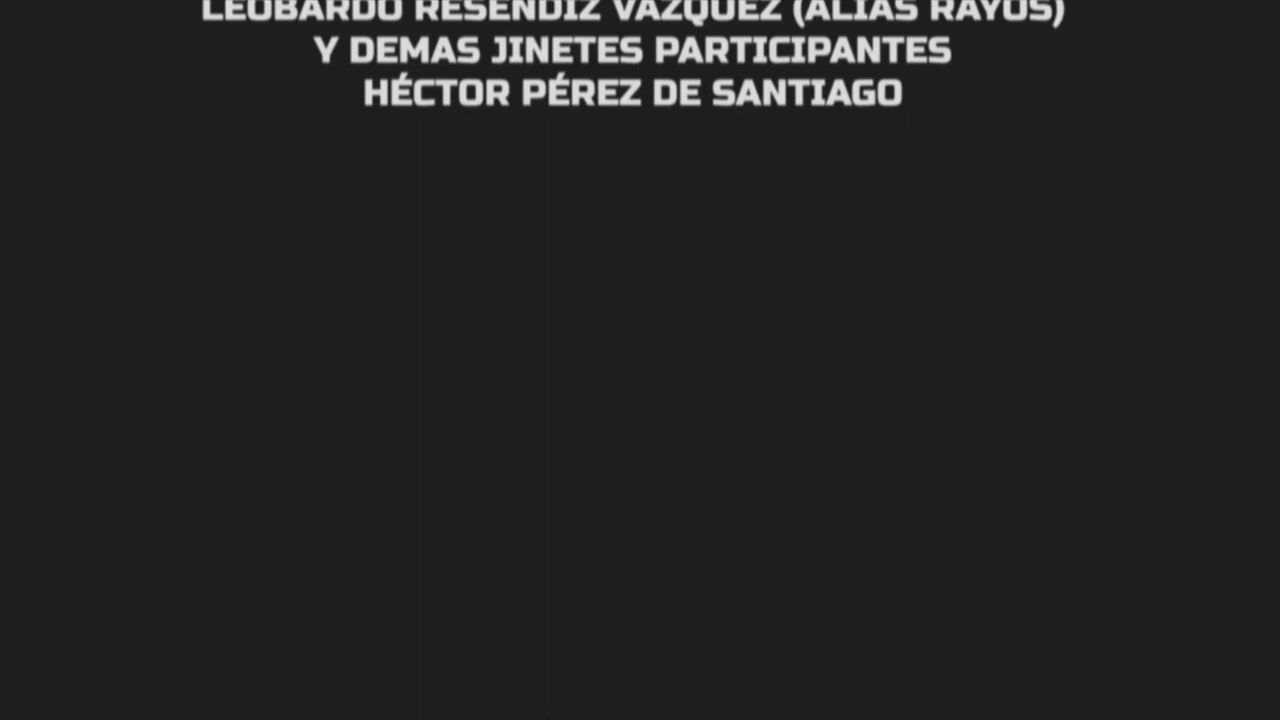 LEOBARDO RESENDIZ VAZQUEZ (ALIAS RAYOS)
Y DEMAS JINETES PARTICIPANTES
HÉCTOR PÉREZ DE SANTIAGO